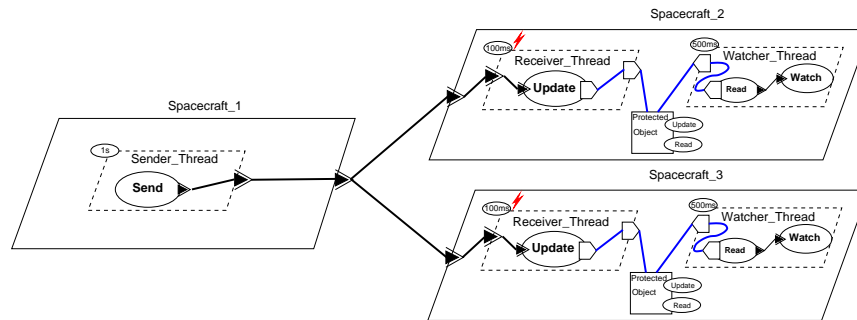 Spacecraft_1
1s
Sender_Thread
Send
Spacecraft_2
100ms
Receiver_Thread
Update
500ms
Watcher_Thread
Read
Watch
Protected
Object
Update
Read
Spacecraft_3
100ms
Receiver_Thread
Update
500ms
Watcher_Thread
Read
Watch
Protected
Object
Update
Read